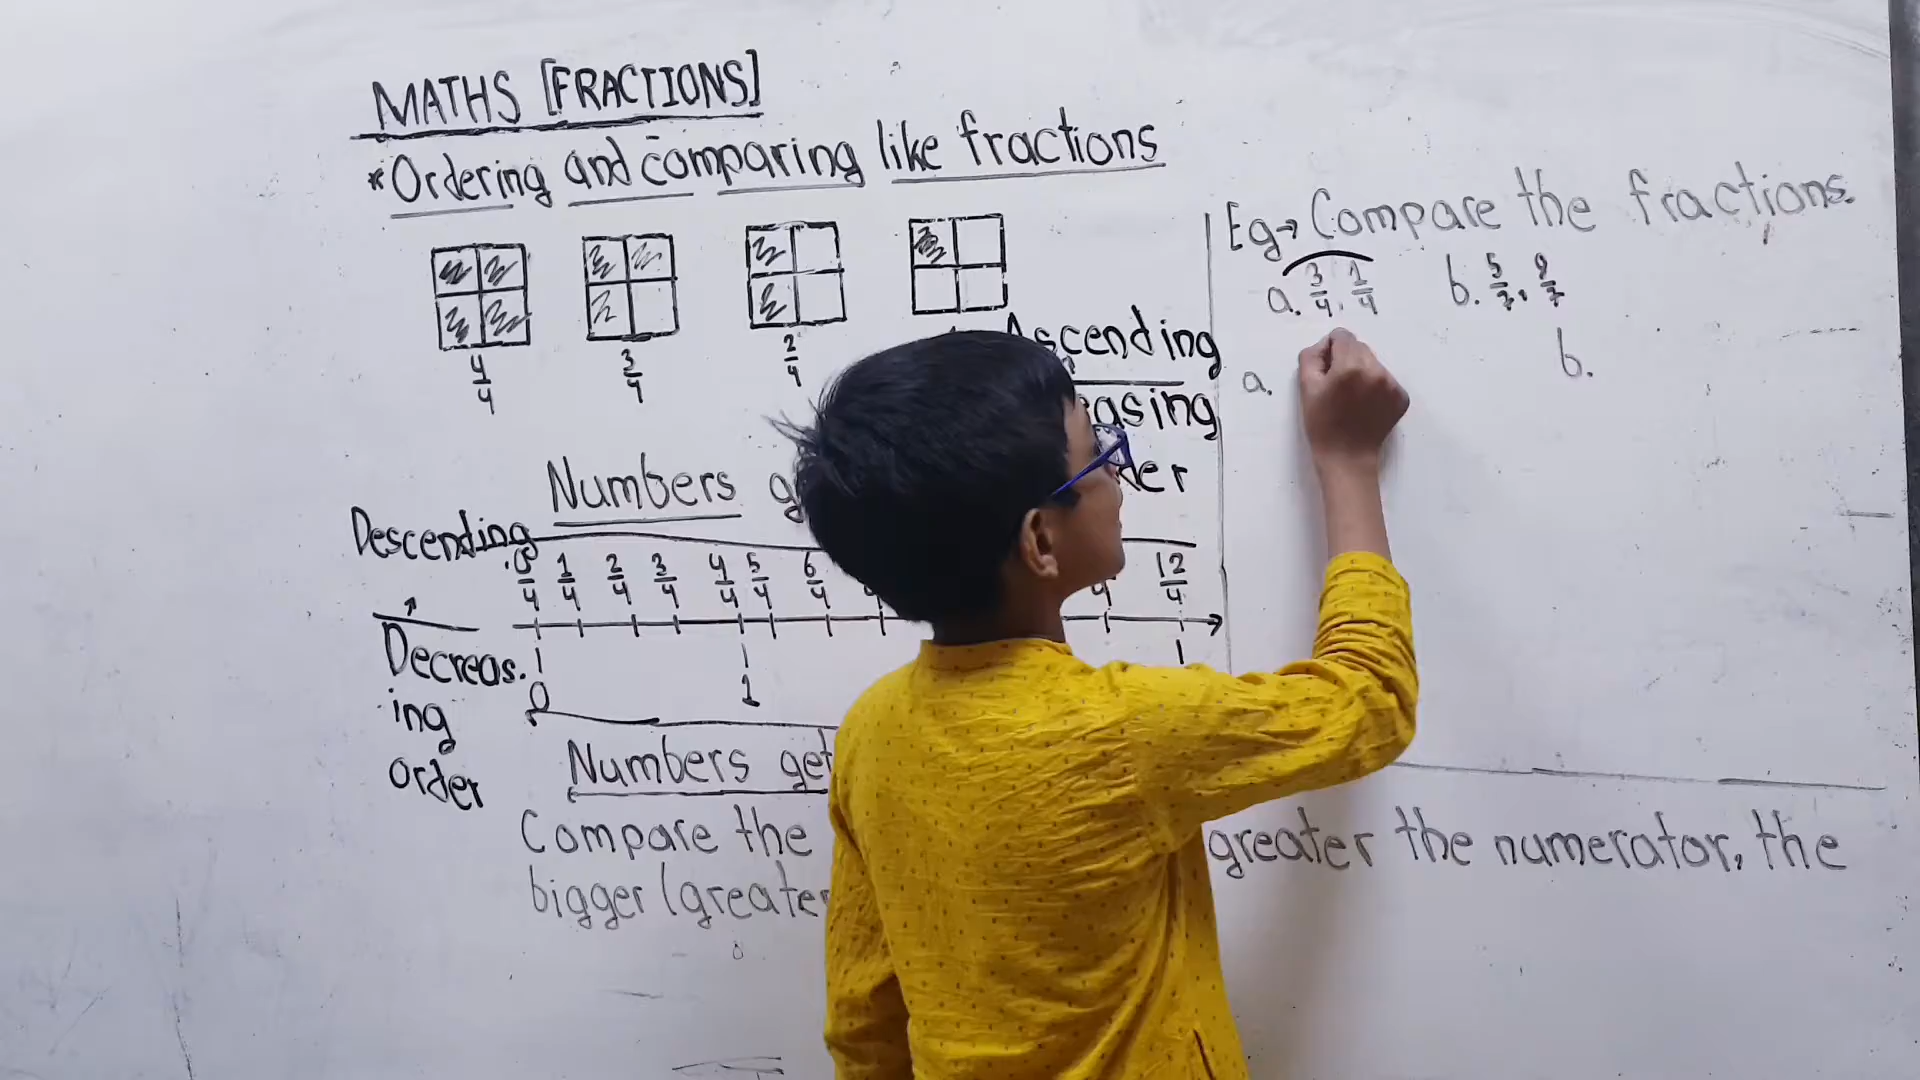 MATHS [FRACTIONS]
*Ordering and comparing like fractions
4/4 3/4 2/4
Ascending
order
Numbers
Descending
0/4 1/4 2/4 3/4 4/4 5/4 6/4 12/4
0 1
Decreas.
ing
order
Numbers get
Compare the greater the numerator, the
bigger (greater
Eg→ Compare the fractions.
a. 3/4, 1/4 b. 5/7, 9/7
a. b.